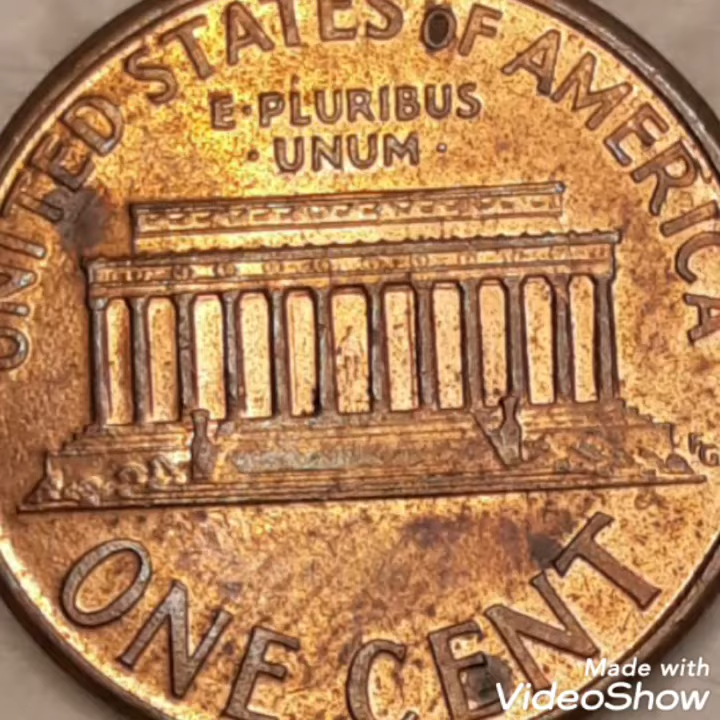 UNITED STATES OF AMERICA
E·PLURIBUS
·UNUM·
ONE CENT
FG
Made with
VideoShow